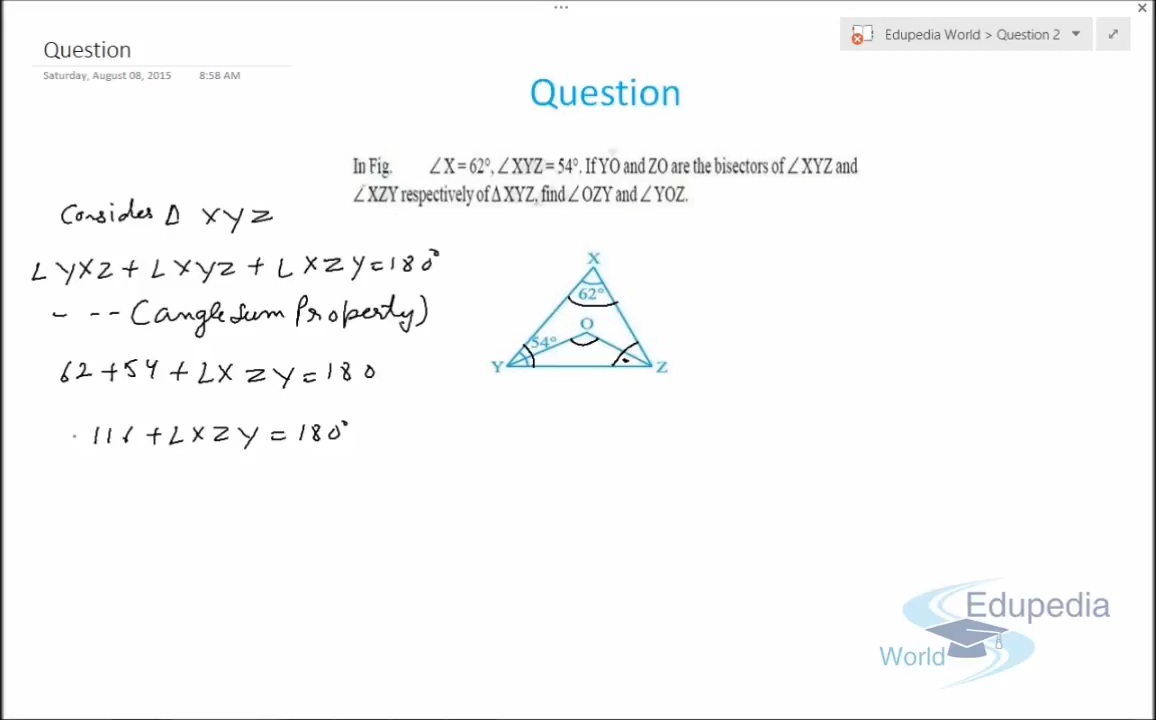 Question
Saturday, August 08, 2015 8:58 AM
Edupedia World > Question 2
Question
In Fig. ∠X = 62°, ∠XYZ = 54°. If YO and ZO are the bisectors of ∠XYZ and
∠XZY respectively of Δ XYZ, find ∠OZY and ∠YOZ.
Consider Δ XYZ
∠YXZ + ∠XYZ + ∠XZY = 180°
- -- (angle sum Property)
62 + 54 + ∠XZY = 180
116 + ∠XZY = 180°
X
62°
O
54°
Y
Z
Edupedia
World